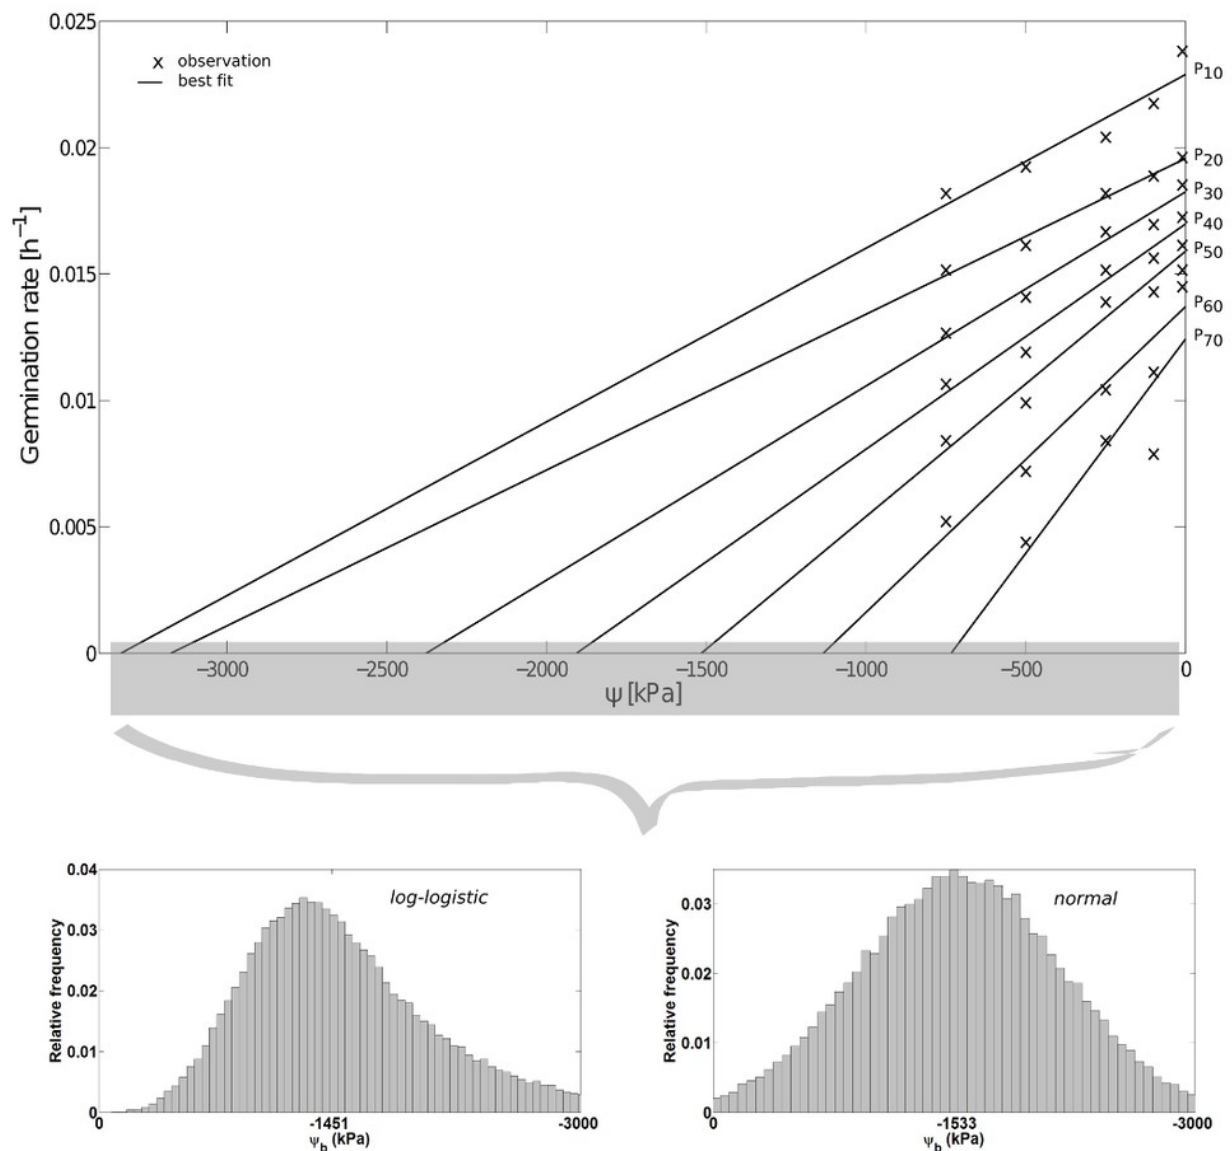 0.025
× observation
— best fit
P10
0.02
P20
P30
P40
0.015
P50
P60
P70
0.01
0.005
0
Germination rate [h⁻¹]
−3000 −2500 −2000 −1500 −1000 −500 0
ψ [kPa]
0.04
log-logistic
0.03
0.02
0.01
0
Relative frequency
0 -1451 -3000
ψb (kPa)
normal
0.03
0.02
0.01
0
Relative frequency
0 -1533 -3000
ψb (kPa)